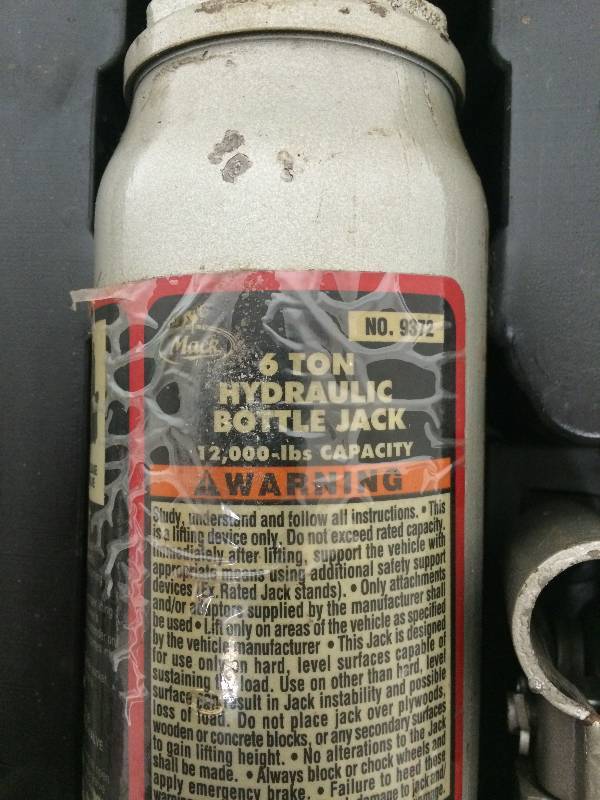 Mack
NO. 9372
6 TON
HYDRAULIC
BOTTLE JACK
12,000-lbs CAPACITY
WARNING
Study, understand and follow all instructions. • This
is a lifting device only. Do not exceed rated capacity.
Immediately after lifting, support the vehicle with
appropriate means using additional safety support
devices (ex. Rated Jack stands). • Only attachments
and/or adaptors supplied by the manufacturer shall
be used • Lift only on areas of the vehicle as specified
by the vehicle manufacturer • This Jack is designed
for use only on hard, level surfaces capable of
sustaining the load. Use on other than hard, level
surface can result in Jack instability and possible
loss of load. Do not place jack over plywoods,
wooden or concrete blocks, or any secondary surfaces
to gain lifting height. • No alterations to the Jack
shall be made. • Always block or chock wheels and
apply emergency brake. • Failure to heed those
damage to jack and/